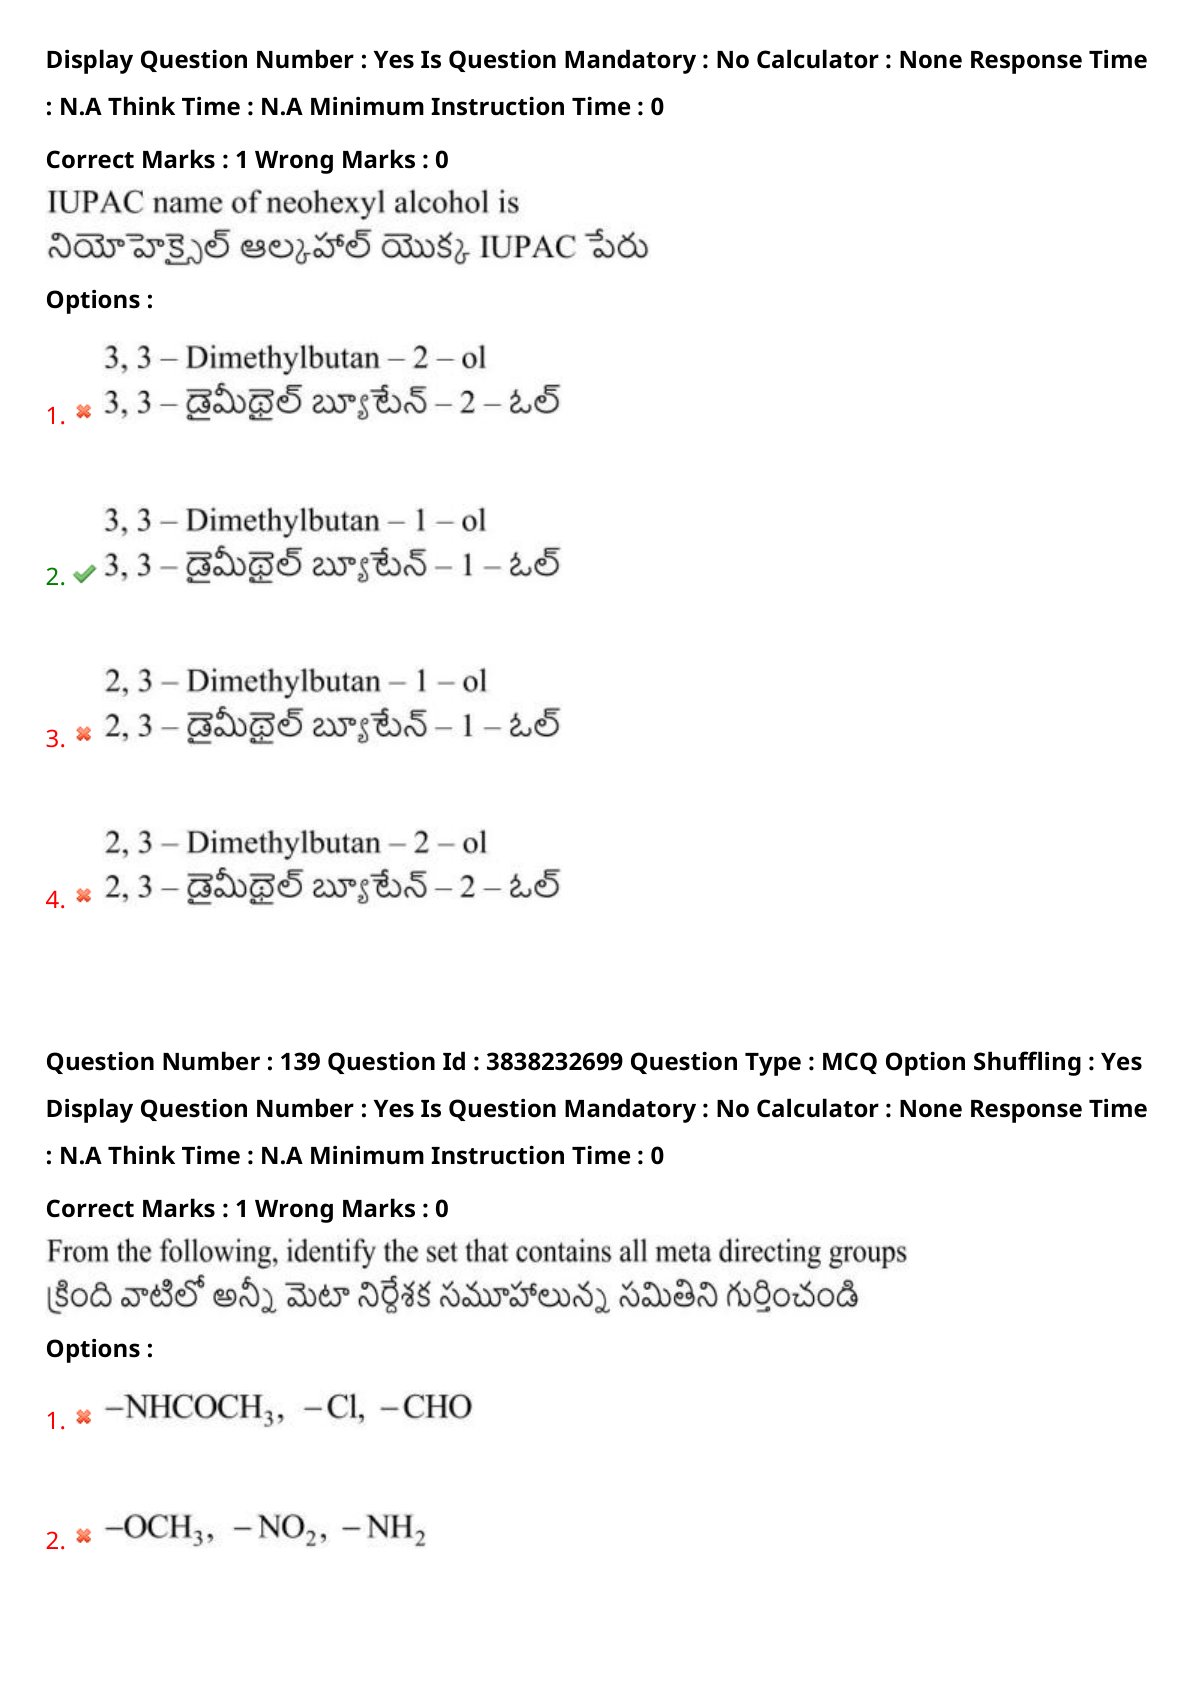 Display Question Number : Yes Is Question Mandatory : No Calculator : None Response Time
: N.A Think Time : N.A Minimum Instruction Time : 0
Correct Marks : 1 Wrong Marks : 0
IUPAC name of neohexyl alcohol is
నియోహెక్సైల్ ఆల్కహాల్ యొక్క IUPAC పేరు
Options :
3, 3 – Dimethylbutan – 2 – ol
1. ✖ 3, 3 – డైమీథైల్ బ్యూటేన్ – 2 – ఓల్
3, 3 – Dimethylbutan – 1 – ol
2. ✔ 3, 3 – డైమీథైల్ బ్యూటేన్ – 1 – ఓల్
2, 3 – Dimethylbutan – 1 – ol
3. ✖ 2, 3 – డైమీథైల్ బ్యూటేన్ – 1 – ఓల్
2, 3 – Dimethylbutan – 2 – ol
4. ✖ 2, 3 – డైమీథైల్ బ్యూటేన్ – 2 – ఓల్
Question Number : 139 Question Id : 3838232699 Question Type : MCQ Option Shuffling : Yes
Display Question Number : Yes Is Question Mandatory : No Calculator : None Response Time
: N.A Think Time : N.A Minimum Instruction Time : 0
Correct Marks : 1 Wrong Marks : 0
From the following, identify the set that contains all meta directing groups
క్రింది వాటిలో అన్నీ మెటా నిర్దేశక సమూహాలున్న సమితిని గుర్తించండి
Options :
1. ✖ –NHCOCH₃, –Cl, –CHO
2. ✖ –OCH₃, –NO₂, –NH₂